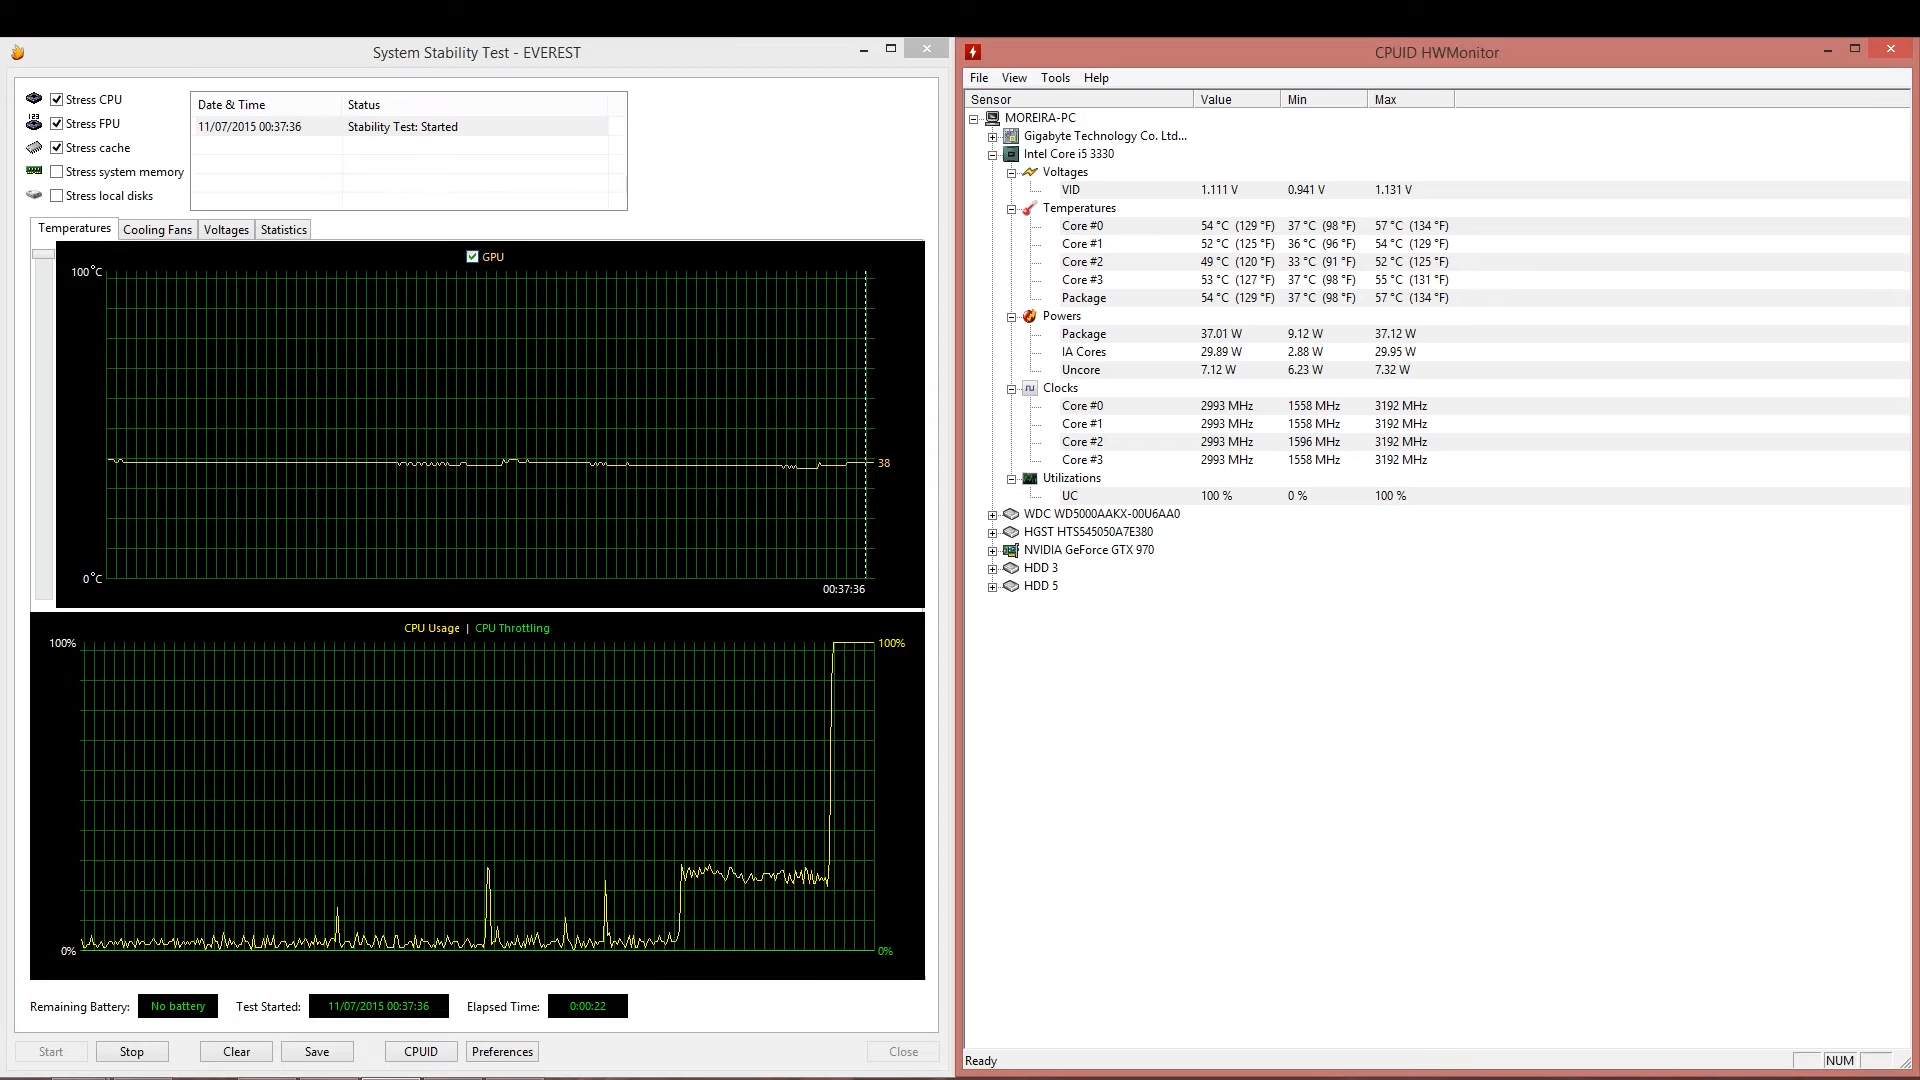 System Stability Test - EVEREST
Stress CPU
Stress FPU
Stress cache
Stress system memory
Stress local disks
Date & Time Status
11/07/2015 00:37:36 Stability Test: Started
Temperatures Cooling Fans Voltages Statistics
GPU
100°C
38
0°C
00:37:36
CPU Usage | CPU Throttling
100% 100%
0% 0%
Remaining Battery: No battery Test Started: 11/07/2015 00:37:36 Elapsed Time: 0:00:22
Start Stop Clear Save CPUID Preferences Close
CPUID HWMonitor
File View Tools Help
Sensor Value Min Max
MOREIRA-PC
Gigabyte Technology Co. Ltd...
Intel Core i5 3330
Voltages
VID 1.111 V 0.941 V 1.131 V
Temperatures
Core #0 54 °C (129 °F) 37 °C (98 °F) 57 °C (134 °F)
Core #1 52 °C (125 °F) 36 °C (96 °F) 54 °C (129 °F)
Core #2 49 °C (120 °F) 33 °C (91 °F) 52 °C (125 °F)
Core #3 53 °C (127 °F) 37 °C (98 °F) 55 °C (131 °F)
Package 54 °C (129 °F) 37 °C (98 °F) 57 °C (134 °F)
Powers
Package 37.01 W 9.12 W 37.12 W
IA Cores 29.89 W 2.88 W 29.95 W
Uncore 7.12 W 6.23 W 7.32 W
Clocks
Core #0 2993 MHz 1558 MHz 3192 MHz
Core #1 2993 MHz 1558 MHz 3192 MHz
Core #2 2993 MHz 1596 MHz 3192 MHz
Core #3 2993 MHz 1558 MHz 3192 MHz
Utilizations
UC 100 % 0 % 100 %
WDC WD5000AAKX-00U6AA0
HGST HTS545050A7E380
NVIDIA GeForce GTX 970
HDD 3
HDD 5
Ready NUM